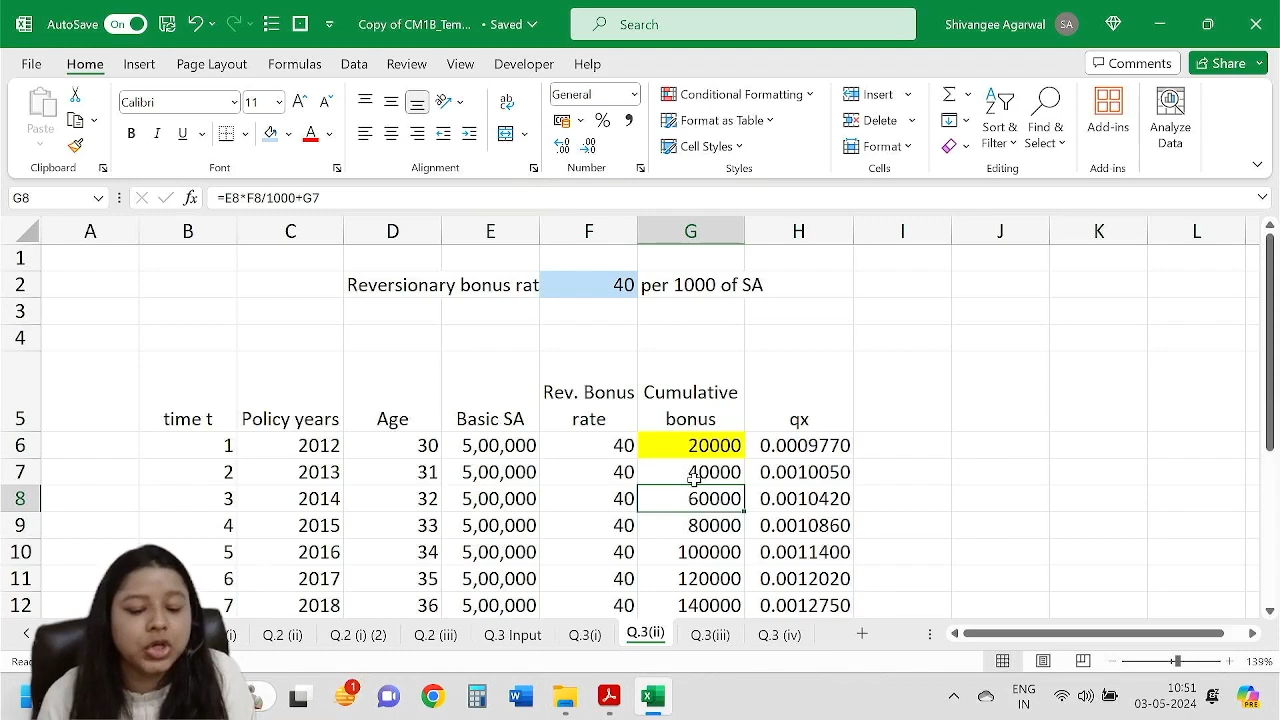 AutoSave On Copy of CM1B_Tem... • Saved Search Shivangee Agarwal SA
File Home Insert Page Layout Formulas Data Review View Developer Help Comments Share
Paste
Clipboard
Calibri 11
B I U
Font
Alignment
General
Number
Conditional Formatting
Format as Table
Cell Styles
Styles
Insert
Delete
Format
Cells
Sort & Filter
Find & Select
Editing
Add-ins
Add-ins
Analyze Data
G8 fx =E8*F8/1000+G7
A B C D E F G H I J K L
1
2 Reversionary bonus rat 40 per 1000 of SA
3
4
5 time t Policy years Age Basic SA Rev. Bonus rate Cumulative bonus qx
6 1 2012 30 5,00,000 40 20000 0.0009770
7 2 2013 31 5,00,000 40 40000 0.0010050
8 3 2014 32 5,00,000 40 60000 0.0010420
9 4 2015 33 5,00,000 40 80000 0.0010860
10 5 2016 34 5,00,000 40 100000 0.0011400
11 6 2017 35 5,00,000 40 120000 0.0012020
12 7 2018 36 5,00,000 40 140000 0.0012750
(i) Q.2 (ii) Q.2 (i) (2) Q.2 (iii) Q.3 Input Q.3(i) Q.3(ii) Q.3(iii) Q.3 (iv)
139%
1
ENG
IN
10:51
03-05-2024
PRE